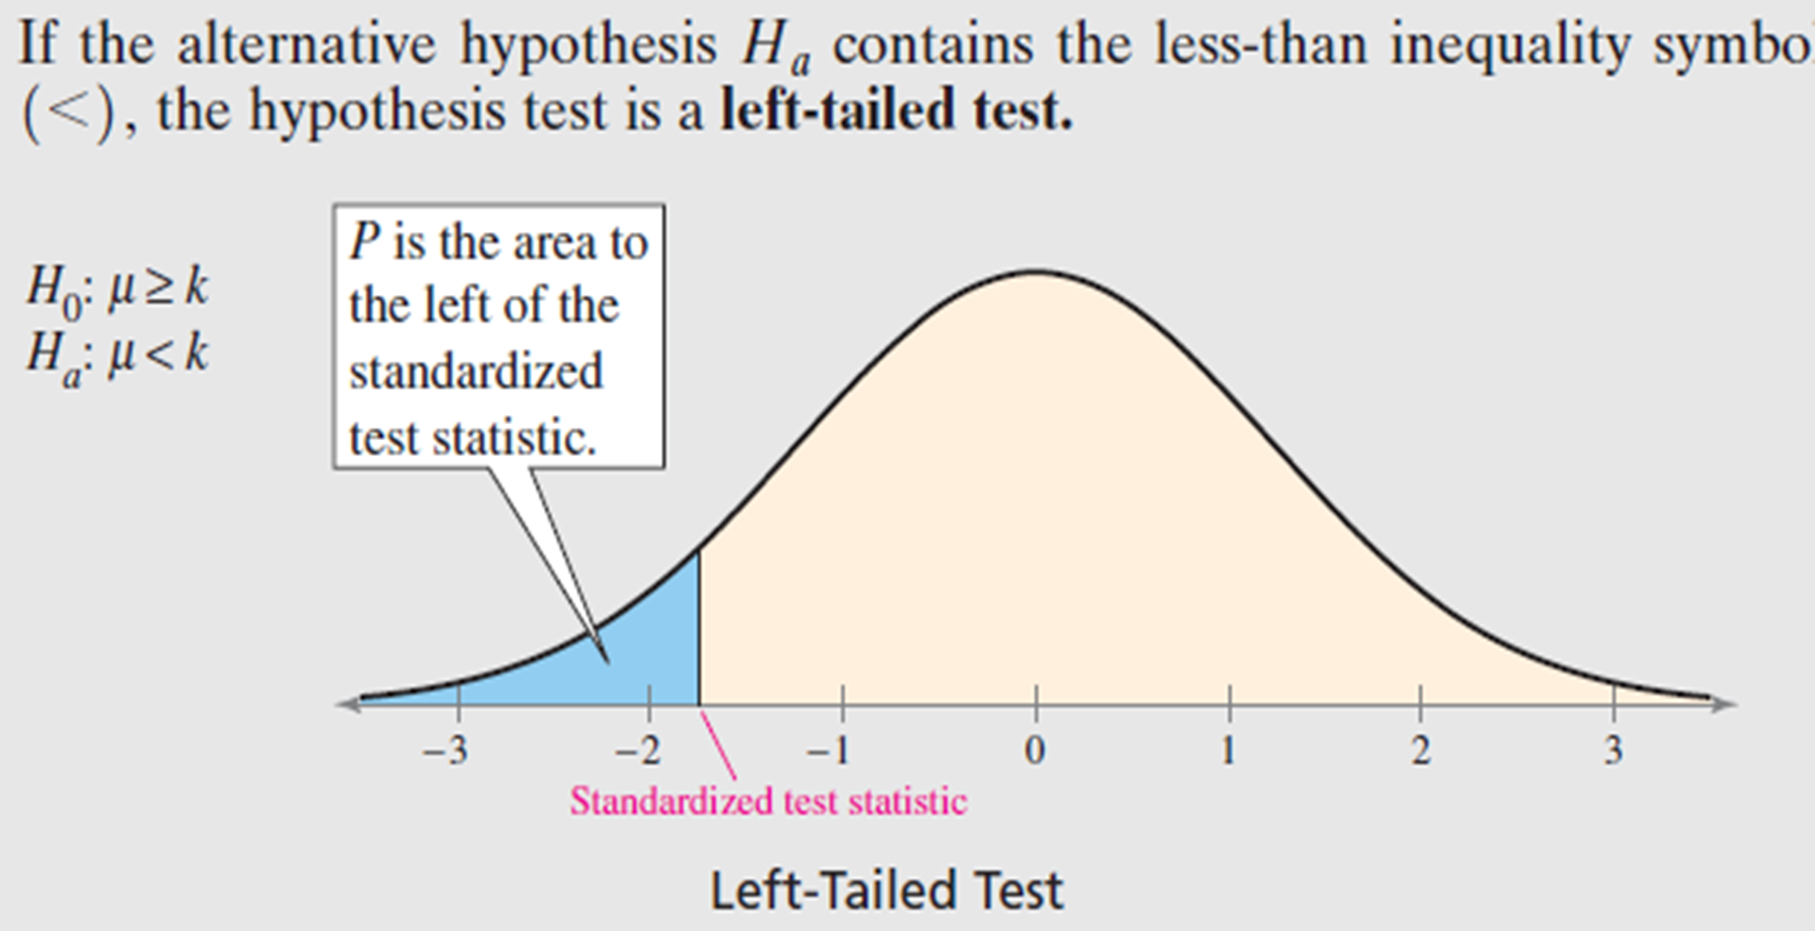 If the alternative hypothesis Hₐ contains the less-than inequality symbo
(<), the hypothesis test is a left-tailed test.
H₀: μ ≥ k
Hₐ: μ < k
P is the area to
the left of the
standardized
test statistic.
−3 −2 −1 0 1 2 3
Standardized test statistic
Left-Tailed Test